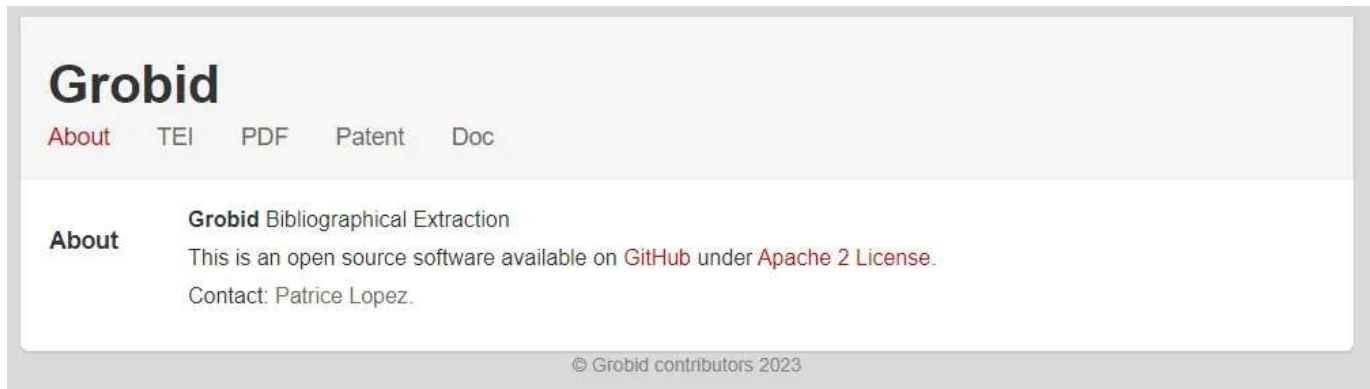 Grobid
About TEI PDF Patent Doc
About
Grobid Bibliographical Extraction
This is an open source software available on GitHub under Apache 2 License.
Contact: Patrice Lopez.
© Grobid contributors 2023